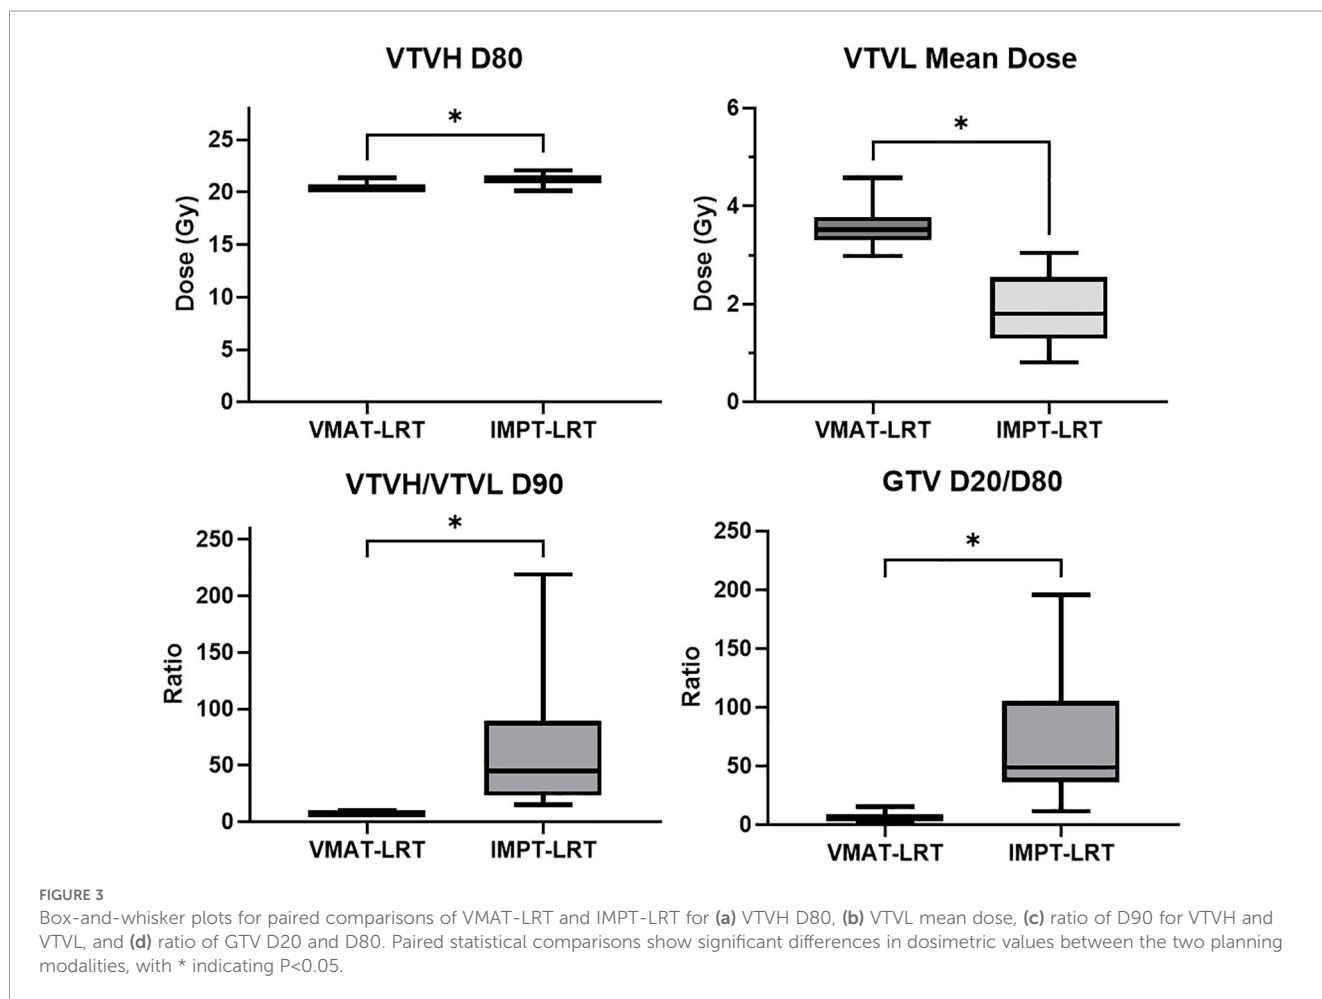 VTVH D80
*
25
20
15
10
5
0
Dose (Gy)
VMAT-LRT
IMPT-LRT
VTVL Mean Dose
*
6
4
2
0
Dose (Gy)
VMAT-LRT
IMPT-LRT
VTVH/VTVL D90
*
250
200
150
100
50
0
Ratio
VMAT-LRT
IMPT-LRT
GTV D20/D80
*
250
200
150
100
50
0
Ratio
VMAT-LRT
IMPT-LRT
FIGURE 3
Box-and-whisker plots for paired comparisons of VMAT-LRT and IMPT-LRT for (a) VTVH D80, (b) VTVL mean dose, (c) ratio of D90 for VTVH and
VTVL, and (d) ratio of GTV D20 and D80. Paired statistical comparisons show significant differences in dosimetric values between the two planning
modalities, with * indicating P<0.05.